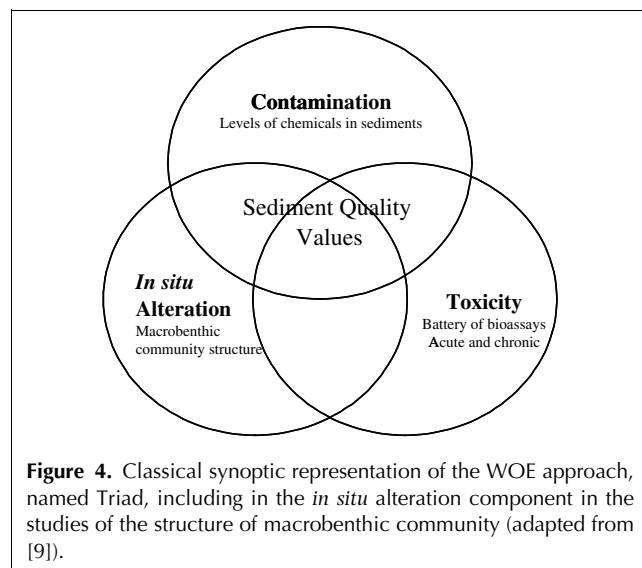 Contamination
Levels of chemicals in sediments
Sediment Quality
Values
In situ
Alteration
Macrobenthic
community structure
Toxicity
Battery of bioassays
Acute and chronic
Figure 4. Classical synoptic representation of the WOE approach,
named Triad, including in the in situ alteration component in the
studies of the structure of macrobenthic community (adapted from
[9]).